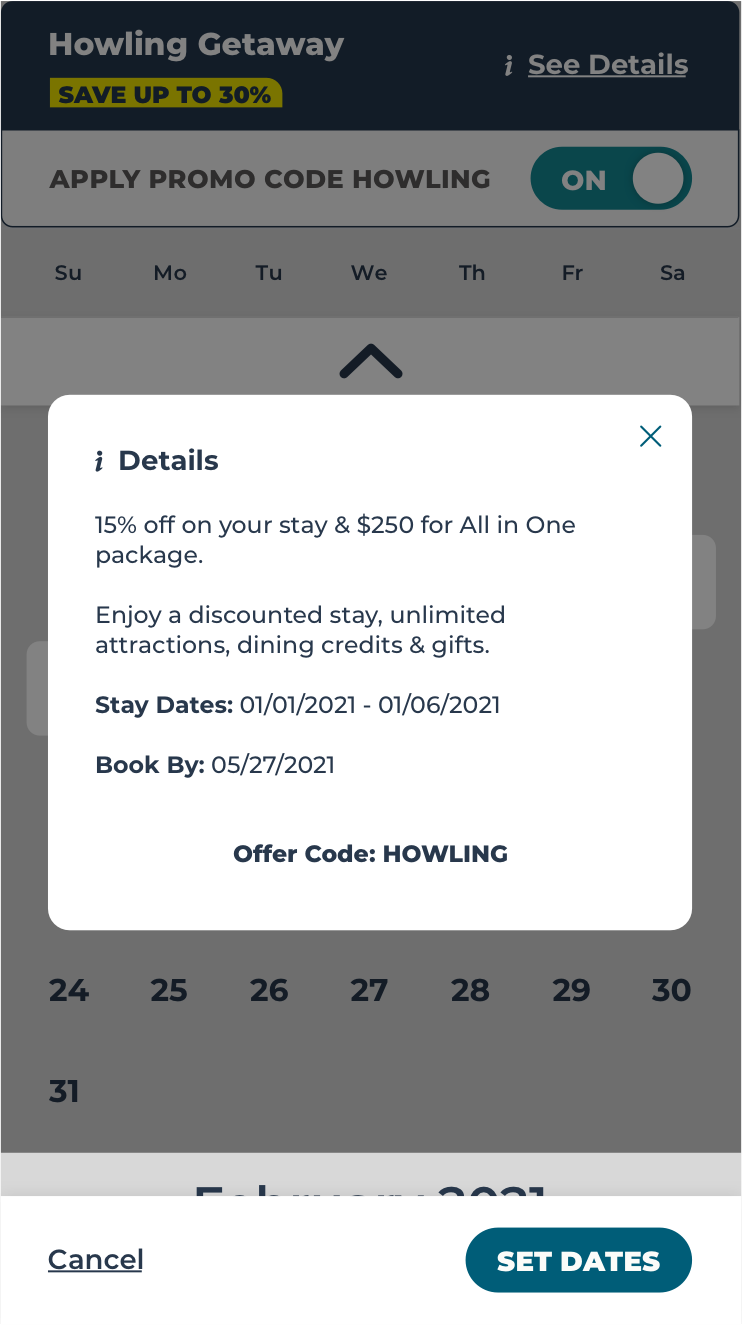 Howling Getaway
SAVE UP TO 30%
i See Details
APPLY PROMO CODE HOWLING
ON
Su Mo Tu We Th Fr Sa
i Details
15% off on your stay & $250 for All in One
package.
Enjoy a discounted stay, unlimited
attractions, dining credits & gifts.
Stay Dates: 01/01/2021 - 01/06/2021
Book By: 05/27/2021
Offer Code: HOWLING
24 25 26 27 28 29 30
31
February 2021
Cancel
SET DATES